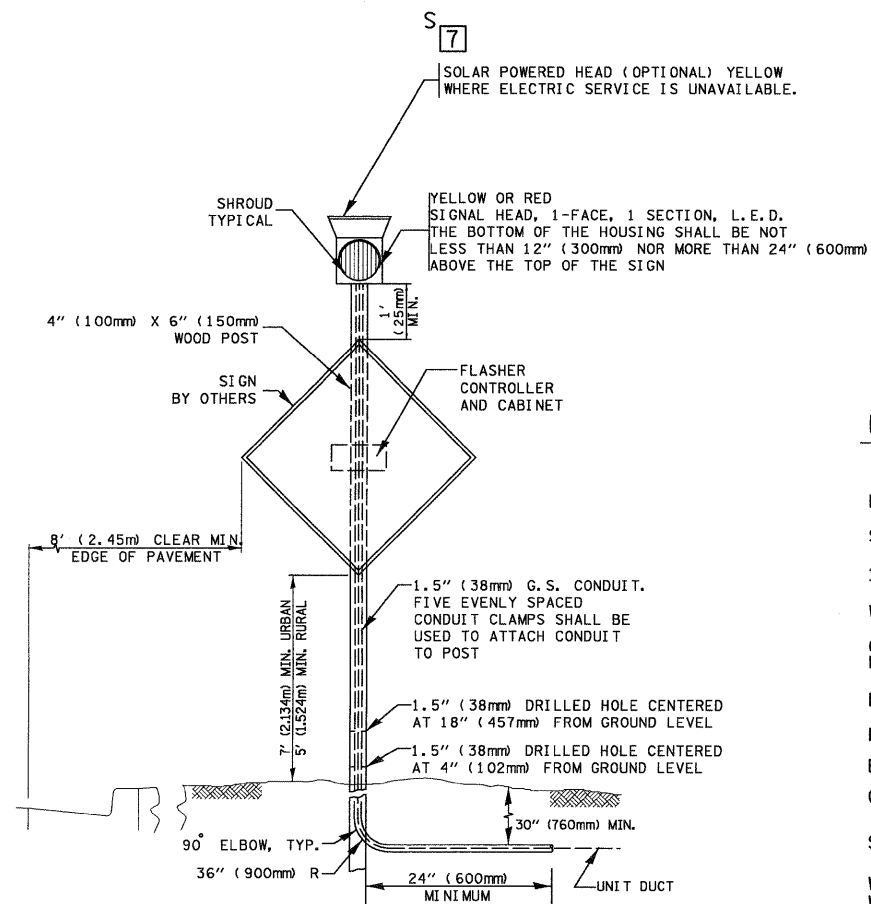 S
7
SOLAR POWERED HEAD (OPTIONAL) YELLOW
WHERE ELECTRIC SERVICE IS UNAVAILABLE.
SHROUD
TYPICAL
YELLOW OR RED
SIGNAL HEAD, 1-FACE, 1 SECTION, L.E.D.
THE BOTTOM OF THE HOUSING SHALL BE NOT
LESS THAN 12" (300mm) NOR MORE THAN 24" (600mm)
ABOVE THE TOP OF THE SIGN
1'
(25mm)
MIN.
4" (100mm) X 6" (150mm)
WOOD POST
SIGN
BY OTHERS
FLASHER
CONTROLLER
AND CABINET
8' (2.45m) CLEAR MIN.
EDGE OF PAVEMENT
1.5" (38mm) G.S. CONDUIT.
FIVE EVENLY SPACED
CONDUIT CLAMPS SHALL BE
USED TO ATTACH CONDUIT
TO POST
7' (2.134m) MIN. URBAN
5' (1.524m) MIN. RURAL
1.5" (38mm) DRILLED HOLE CENTERED
AT 18" (457mm) FROM GROUND LEVEL
1.5" (38mm) DRILLED HOLE CENTERED
AT 4" (102mm) FROM GROUND LEVEL
30" (760mm) MIN.
90° ELBOW, TYP.
36" (900mm) R
24" (600mm)
MINIMUM
UNIT DUCT